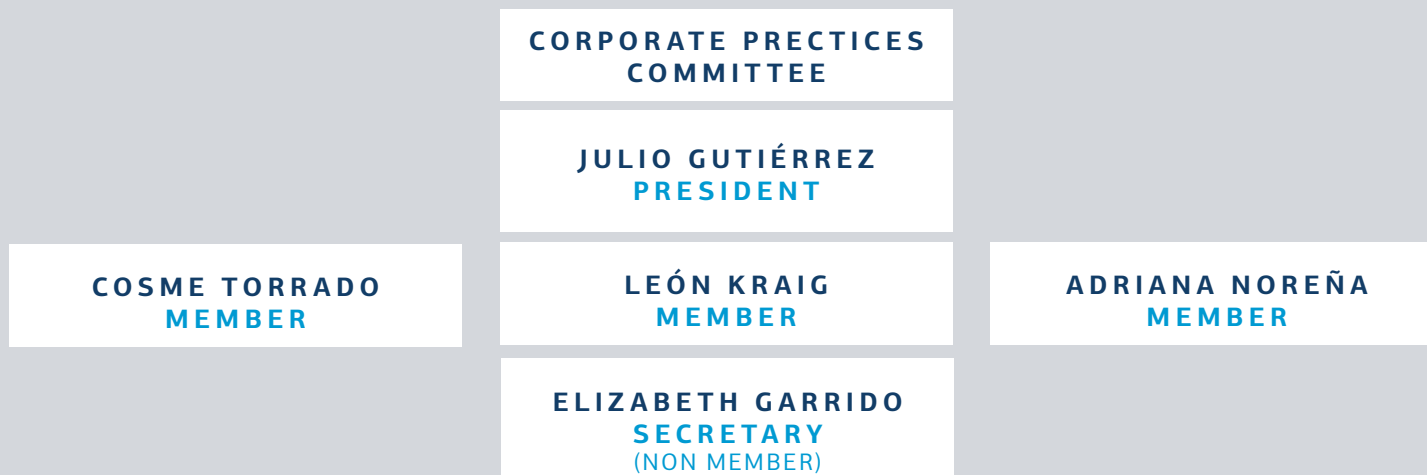 CORPORATE PRECTICES
COMMITTEE
JULIO GUTIÉRREZ
PRESIDENT
COSME TORRADO
MEMBER
LEÓN KRAIG
MEMBER
ADRIANA NOREÑA
MEMBER
ELIZABETH GARRIDO
SECRETARY
(NON MEMBER)